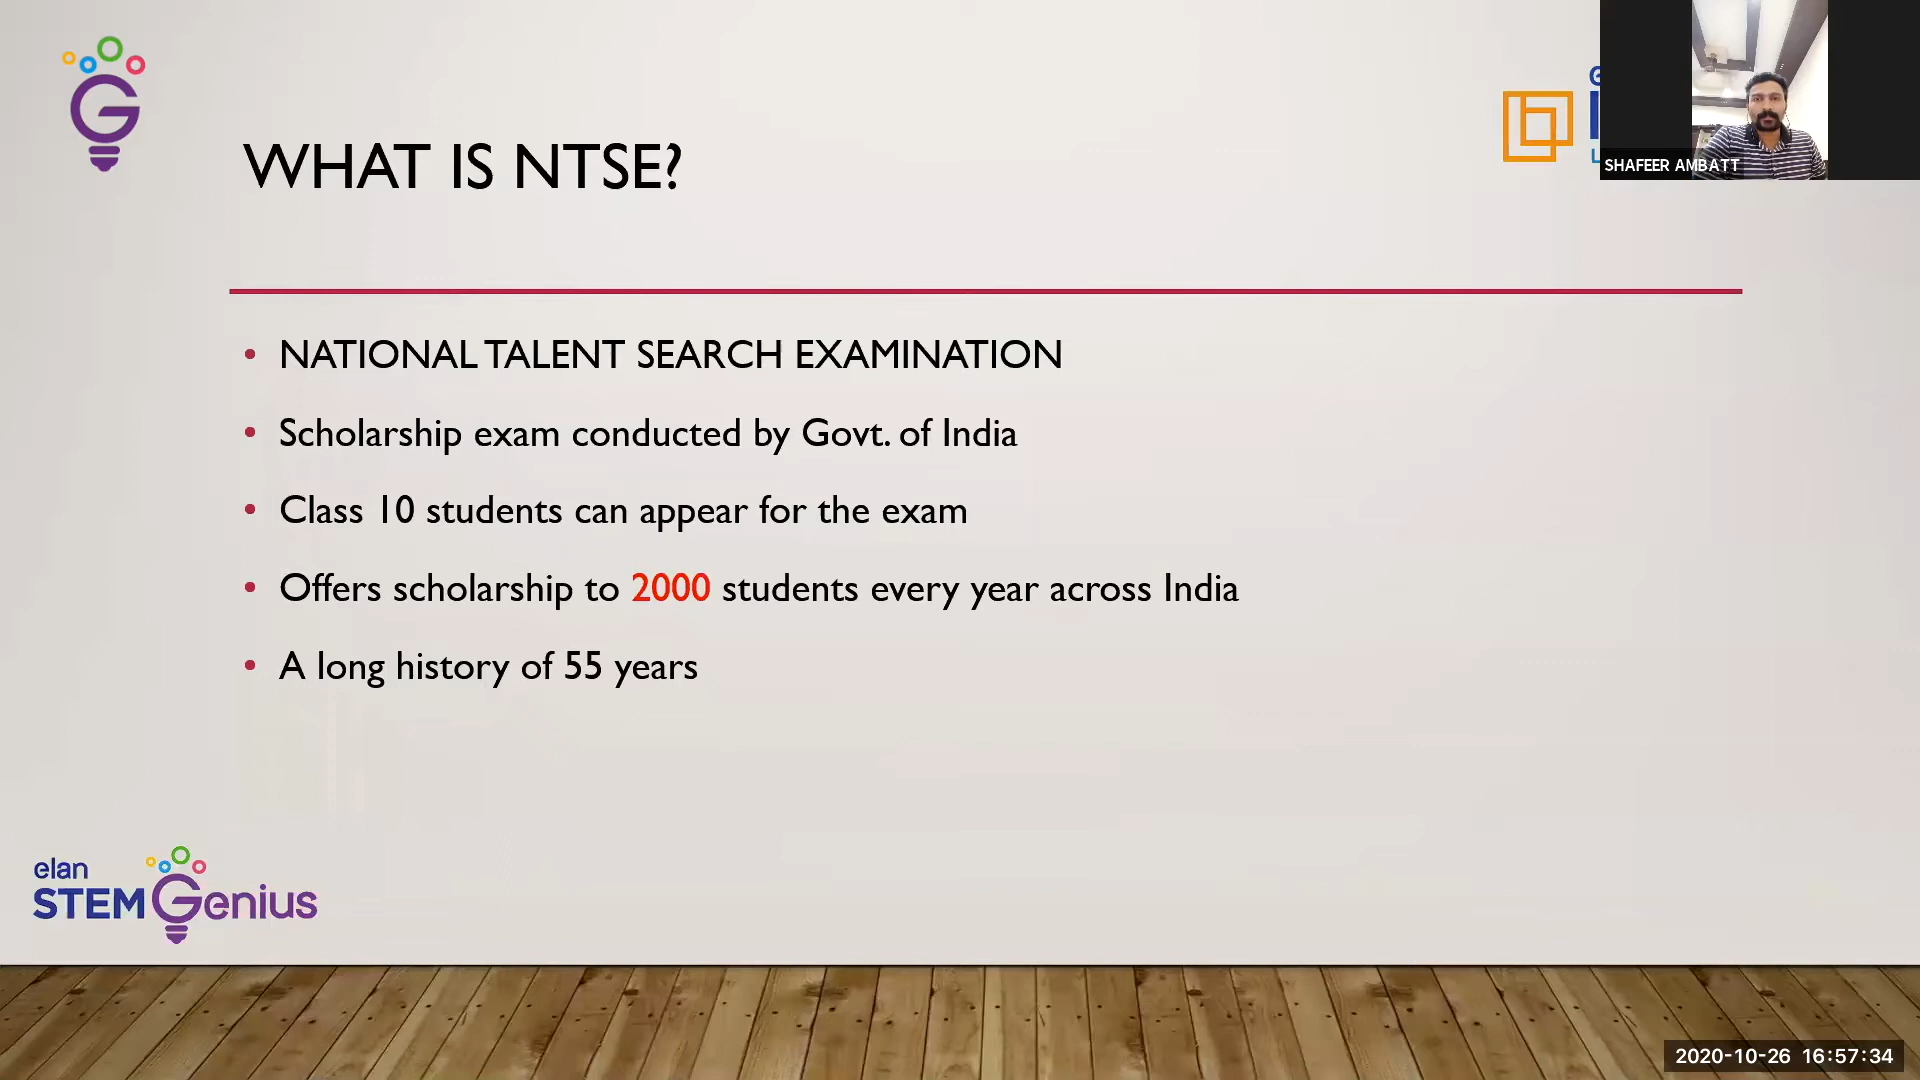 WHAT IS NTSE?
SHAFEER AMBATT
• NATIONAL TALENT SEARCH EXAMINATION
• Scholarship exam conducted by Govt. of India
• Class 10 students can appear for the exam
• Offers scholarship to 2000 students every year across India
• A long history of 55 years
elan
STEMGenius
2020-10-26 16:57:34